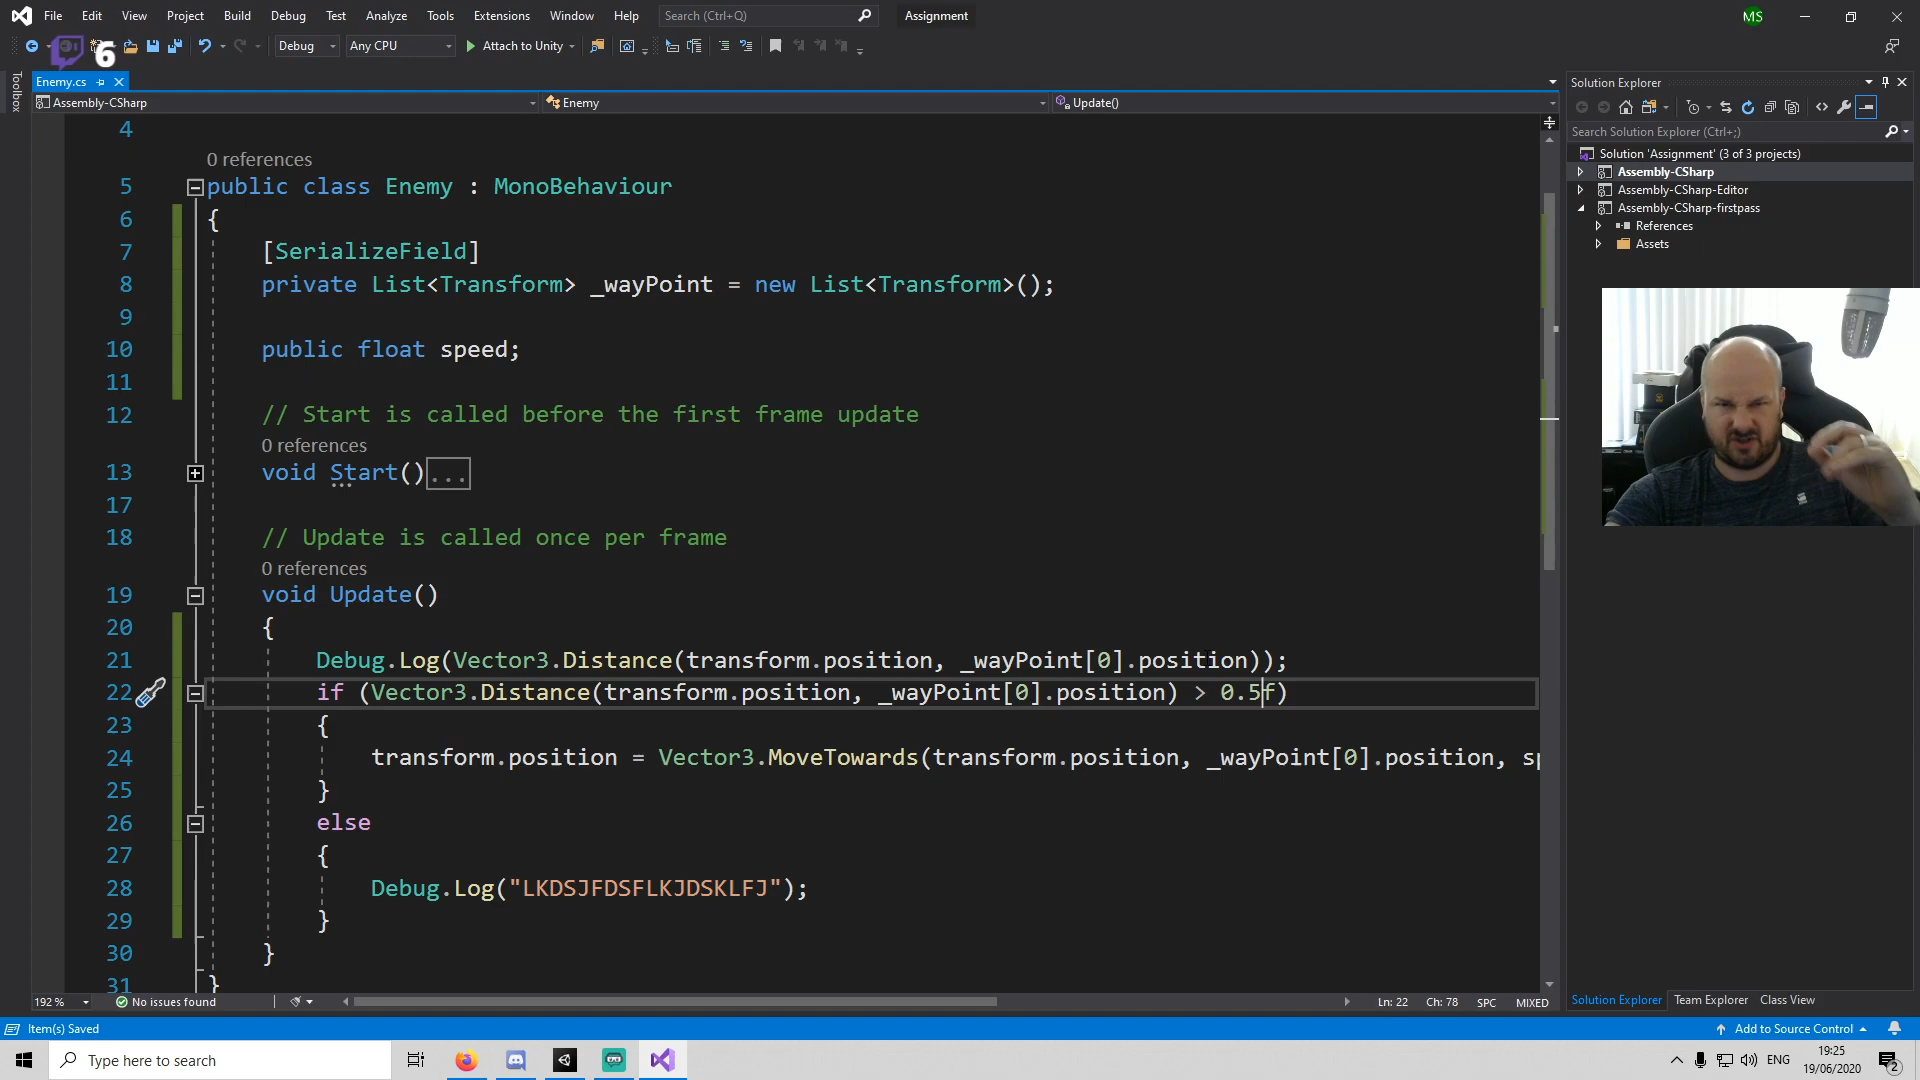 File Edit View Project Build Debug Test Analyze Tools Extensions Window Help Search (Ctrl+Q) Assignment MS
6 Debug Any CPU Attach to Unity
Toolbox
Enemy.cs
Assembly-CSharp Enemy Update()
4
0 references
5 public class Enemy : MonoBehaviour
6 {
7 [SerializeField]
8 private List<Transform> _wayPoint = new List<Transform>();
9
10 public float speed;
11
12 // Start is called before the first frame update
0 references
13 void Start()...
17
18 // Update is called once per frame
0 references
19 void Update()
20 {
21 Debug.Log(Vector3.Distance(transform.position, _wayPoint[0].position));
22 if (Vector3.Distance(transform.position, _wayPoint[0].position) > 0.5f)
23 {
24 transform.position = Vector3.MoveTowards(transform.position, _wayPoint[0].position, sp
25 }
26 else
27 {
28 Debug.Log("LKDSJFDSFLKJDSKLFJ");
29 }
30 }
31 }
192 % No issues found Ln: 22 Ch: 78 SPC MIXED
Solution Explorer
Search Solution Explorer (Ctrl+;)
Solution 'Assignment' (3 of 3 projects)
Assembly-CSharp
Assembly-CSharp-Editor
Assembly-CSharp-firstpass
References
Assets
Solution Explorer Team Explorer Class View
Item(s) Saved Add to Source Control
Type here to search ENG 19:25
19/06/2020 2